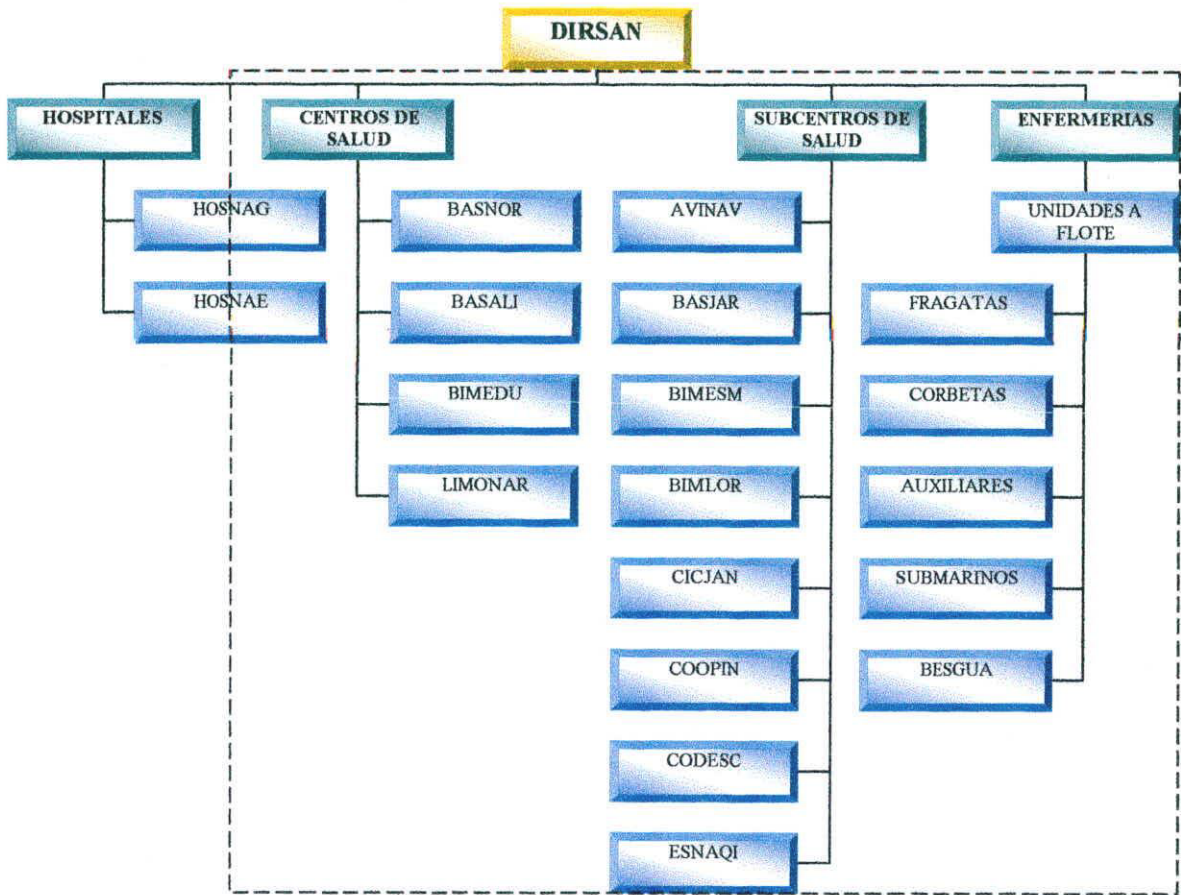 DIRSAN
HOSPITALES
HOSNAG
HOSNAE
CENTROS DE
SALUD
BASNOR
BASALI
BIMEDU
LIMONAR
SUBCENTROS DE
SALUD
AVINAV
BASJAR
BIMESM
BIMLOR
CICJAN
COOPIN
CODESC
ESNAQI
ENFERMERIAS
UNIDADES A
FLOTE
FRAGATAS
CORBETAS
AUXILIARES
SUBMARINOS
BESGUA